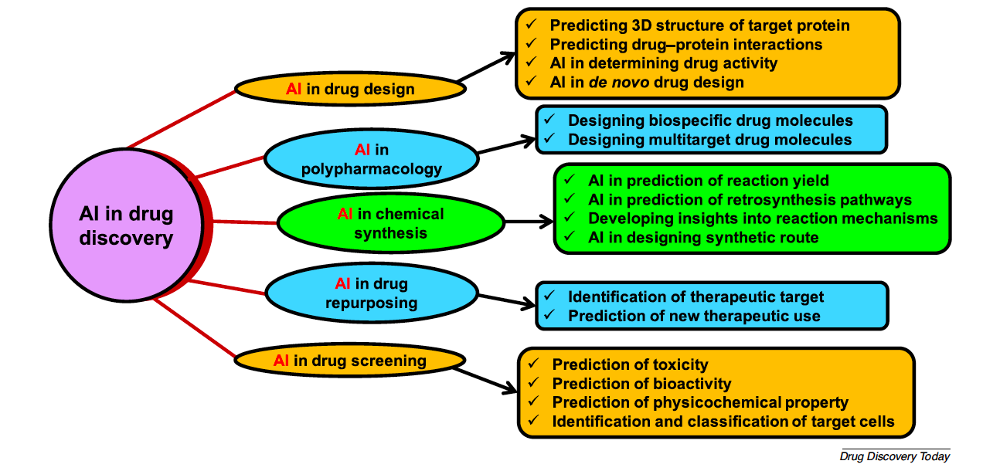 AI in drug
discovery
AI in drug design
✓ Predicting 3D structure of target protein
✓ Predicting drug–protein interactions
✓ AI in determining drug activity
✓ AI in de novo drug design
AI in
polypharmacology
✓ Designing biospecific drug molecules
✓ Designing multitarget drug molecules
AI in chemical
synthesis
✓ AI in prediction of reaction yield
✓ AI in prediction of retrosynthesis pathways
✓ Developing insights into reaction mechanisms
✓ AI in designing synthetic route
AI in drug
repurposing
✓ Identification of therapeutic target
✓ Prediction of new therapeutic use
AI in drug screening
✓ Prediction of toxicity
✓ Prediction of bioactivity
✓ Prediction of physicochemical property
✓ Identification and classification of target cells
Drug Discovery Today